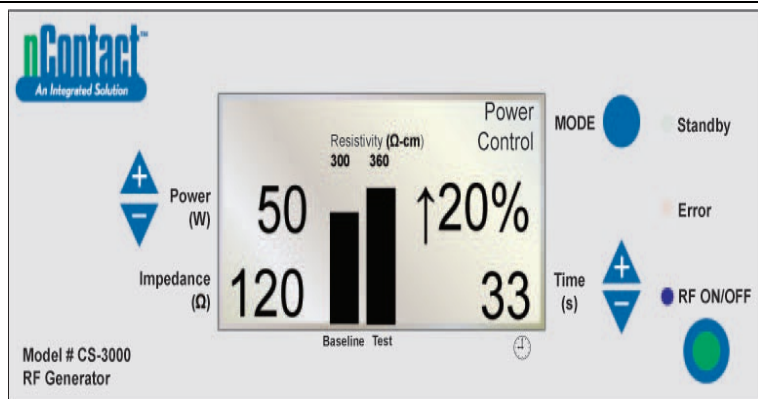 nContact™
An Integrated Solution
Power
Control
MODE
Standby
Resistivity (Ω-cm)
300 360
+
−
Power
(W)
50
↑20%
Error
Impedance
(Ω)
120
33
Time
(s)
+
−
RF ON/OFF
Baseline Test
Model # CS-3000
RF Generator